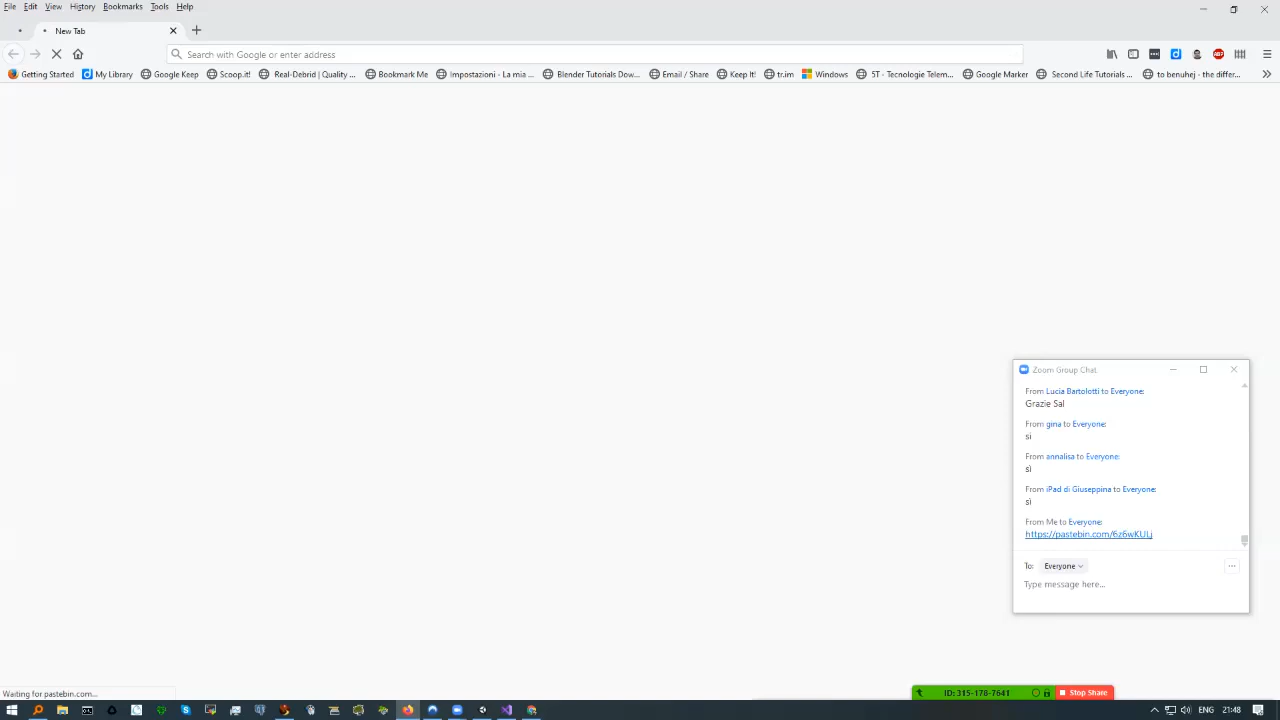 File Edit View History Bookmarks Tools Help
New Tab
Search with Google or enter address
Getting Started My Library Google Keep Scoop.it! Real-Debrid | Quality ... Bookmark Me Impostazioni - La mia ... Blender Tutorials Dow... Email / Share Keep It! tr.im Windows 5T - Tecnologie Telem... Google Marker Second Life Tutorials ... to benuhej - the differ...
Zoom Group Chat
From Lucia Bartolotti to Everyone:
Grazie Sal
From gina to Everyone:
si
From annalisa to Everyone:
sì
From iPad di Giuseppina to Everyone:
sì
From Me to Everyone:
https://pastebin.com/6z6wKULj
To: Everyone
Type message here...
Waiting for pastebin.com...
ID: 315-178-7641 Stop Share
ENG 21:48